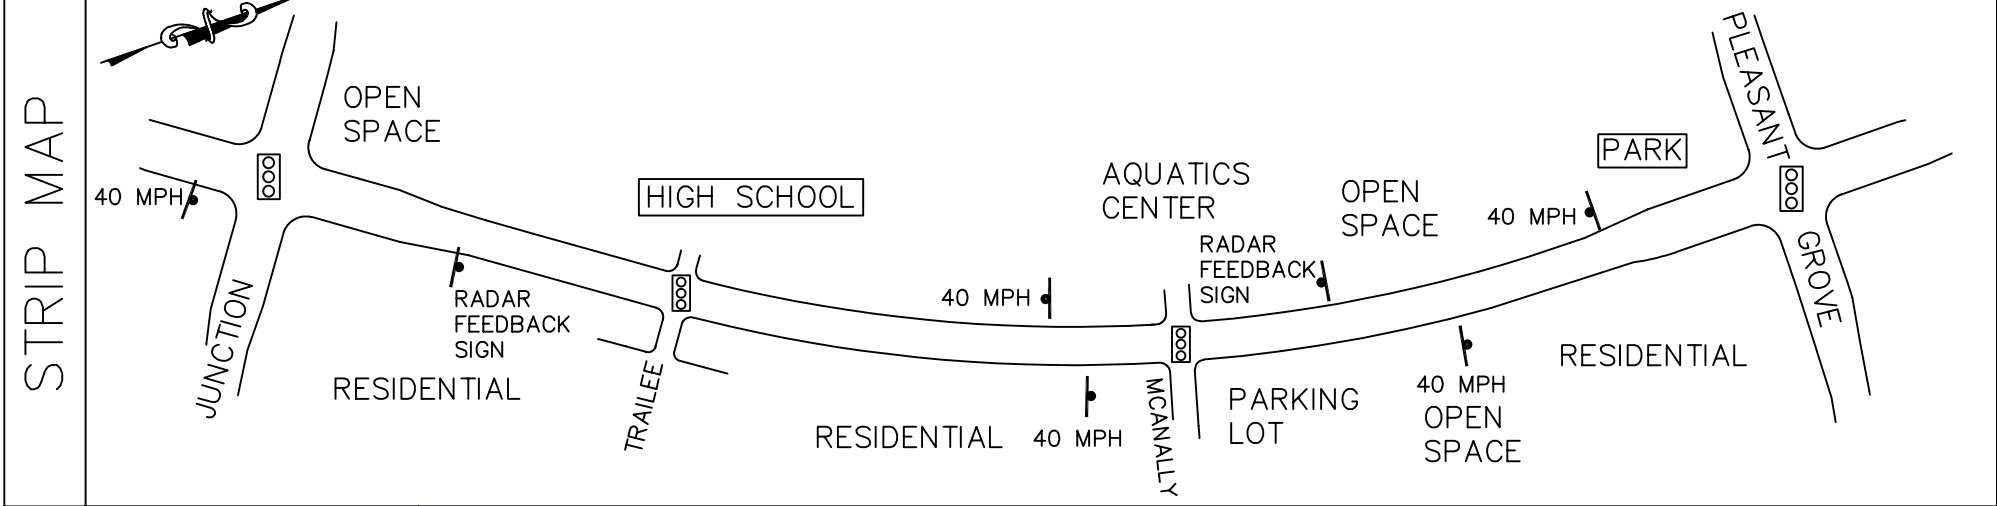 STRIP MAP
OPEN
SPACE
40 MPH
JUNCTION
RADAR
FEEDBACK
SIGN
RESIDENTIAL
HIGH SCHOOL
TRAILEE
40 MPH
RESIDENTIAL
40 MPH
AQUATICS
CENTER
MCANALLY
RADAR
FEEDBACK
SIGN
PARKING
LOT
OPEN
SPACE
40 MPH
OPEN
SPACE
40 MPH
PARK
RESIDENTIAL
PLEASANT
GROVE